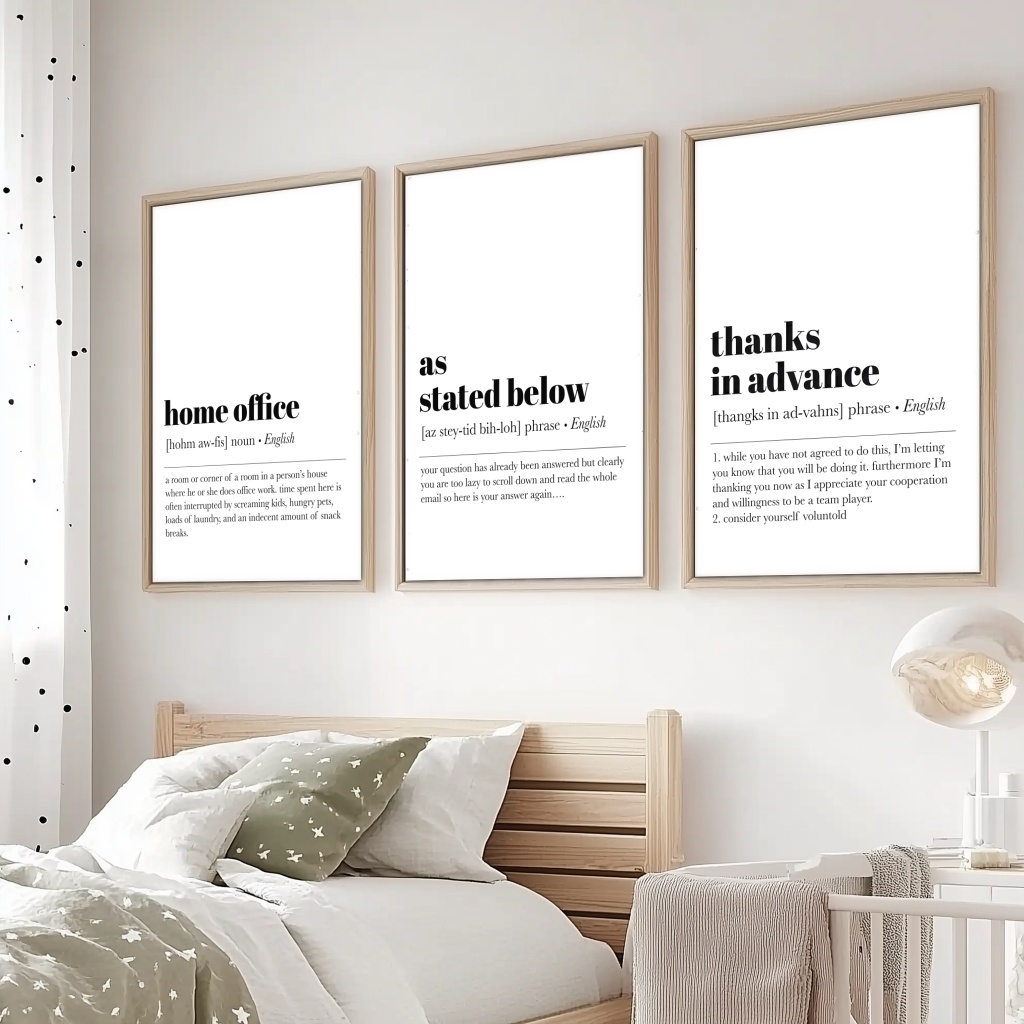 home office
[hohm aw-fis] noun • English
a room or corner of a room in a person's house
where he or she does office work. time spent here is
often interrupted by screaming kids, hungry pets,
loads of laundry, and an indecent amount of snack
breaks.
as
stated below
[az stey-tid bih-loh] phrase • English
your question has already been answered but clearly
you are too lazy to scroll down and read the whole
email so here is your answer again....
thanks
in advance
[thangks in ad-vahns] phrase • English
1. while you have not agreed to do this, I'm letting
you know that you will be doing it. furthermore I'm
thanking you now as I appreciate your cooperation
and willingness to be a team player.
2. consider yourself voluntold